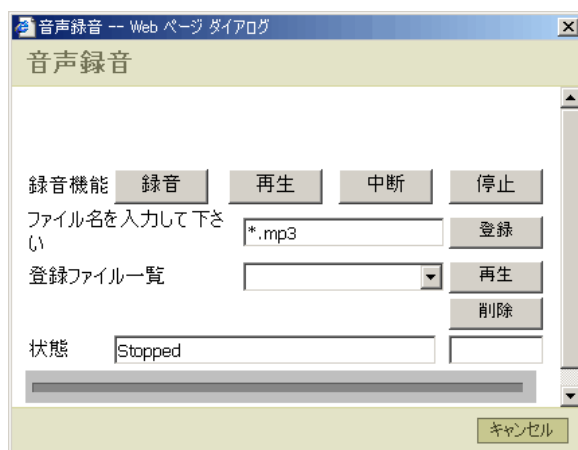 音声録音 -- Web ページ ダイアログ
音声録音
録音機能 録音 再生 中断 停止
ファイル名を入力して下さ
い
*.mp3 登録
登録ファイル一覧 再生
削除
状態 Stopped
キャンセル